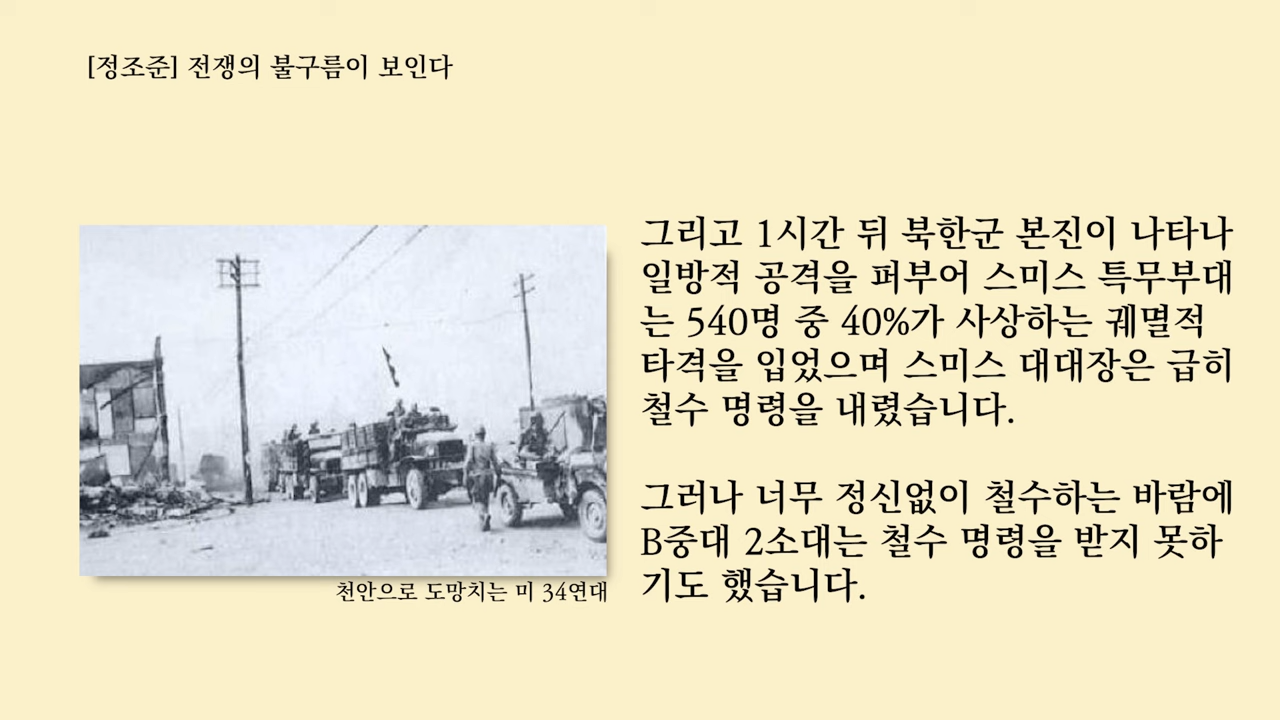 [정조준] 전쟁의 불구름이 보인다
그리고 1시간 뒤 북한군 본진이 나타나
일방적 공격을 퍼부어 스미스 특무부대
는 540명 중 40%가 사상하는 궤멸적
타격을 입었으며 스미스 대대장은 급히
철수 명령을 내렸습니다.
그러나 너무 정신없이 철수하는 바람에
B중대 2소대는 철수 명령을 받지 못하
기도 했습니다.
천안으로 도망치는 미 34연대